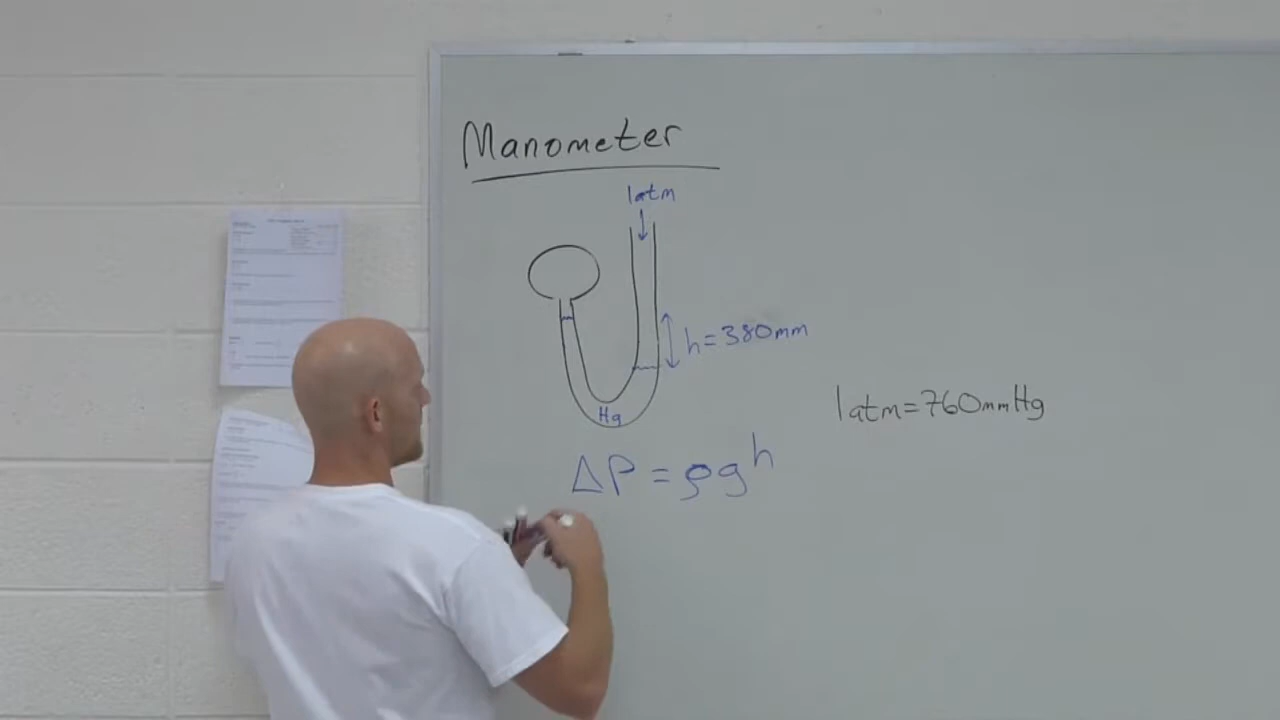 Manometer
1atm
h=380mm
1atm=760mmHg
Hg
ΔP = ρgh